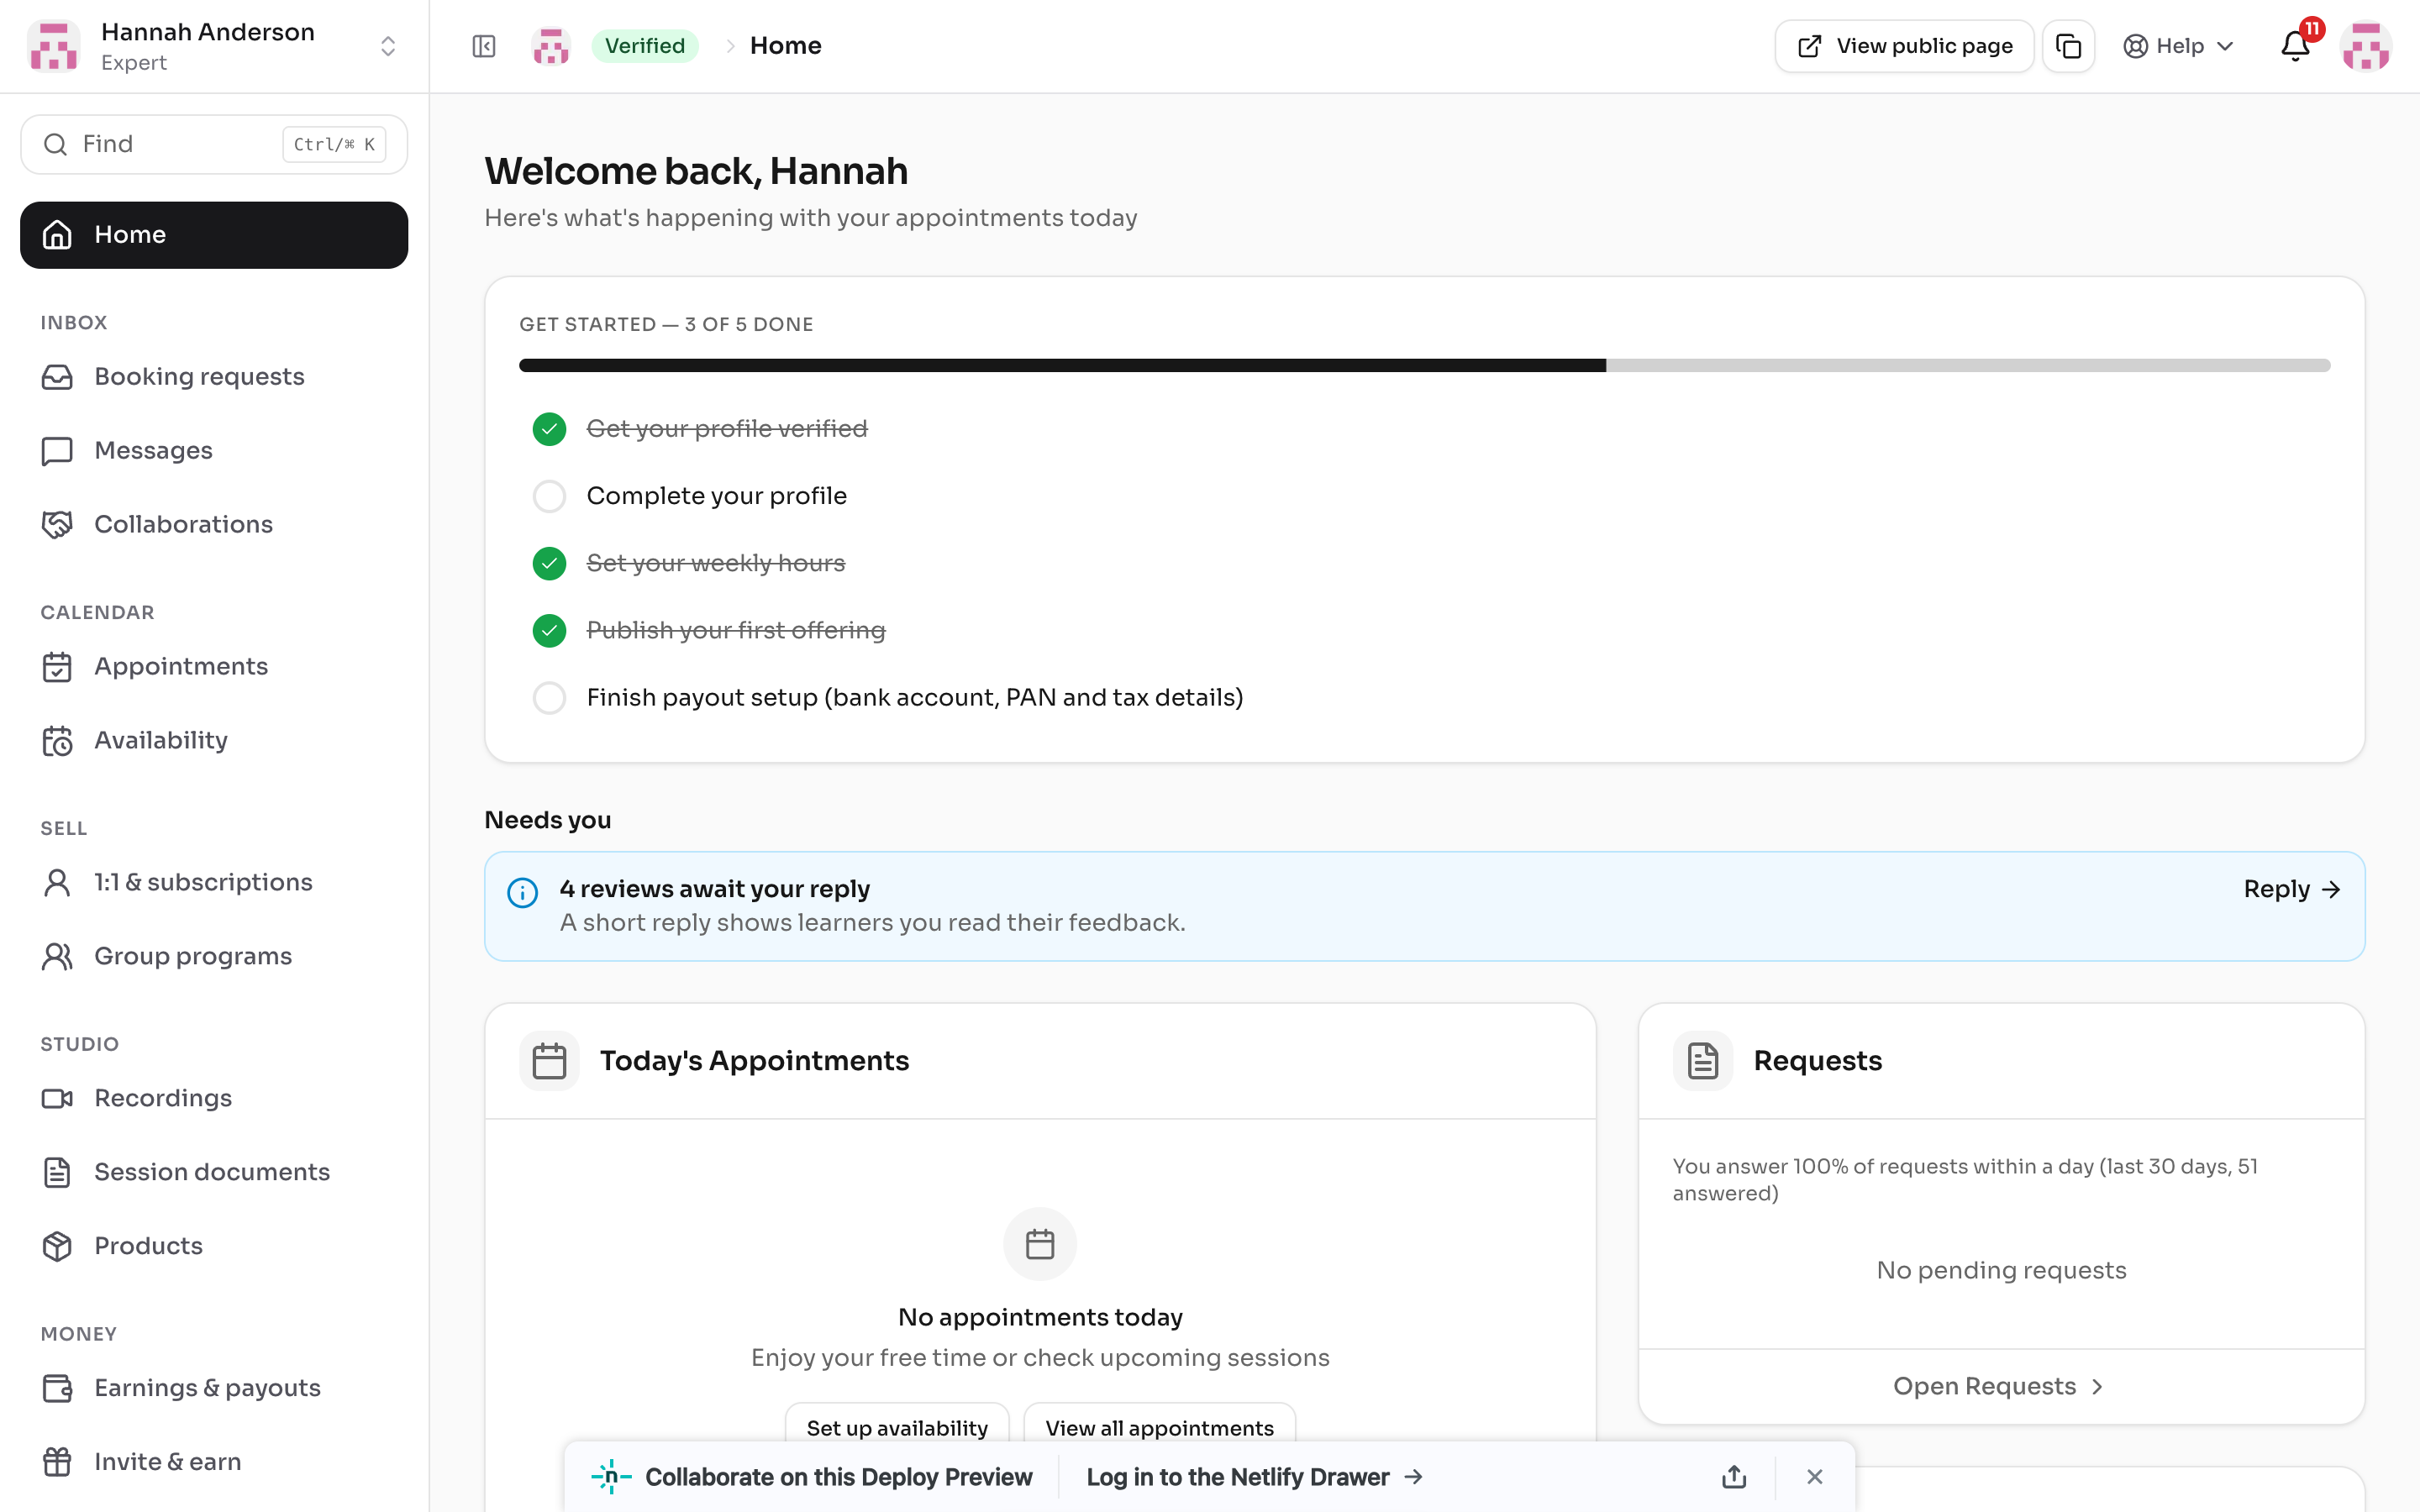 Hannah Anderson
Expert
Verified
Home
View public page
Help
11
Find
Ctrl/⌘ K
Home
INBOX
Booking requests
Messages
Collaborations
CALENDAR
Appointments
Availability
SELL
1:1 & subscriptions
Group programs
STUDIO
Recordings
Session documents
Products
MONEY
Earnings & payouts
Invite & earn
Welcome back, Hannah
Here's what's happening with your appointments today
GET STARTED — 3 OF 5 DONE
Get your profile verified
Complete your profile
Set your weekly hours
Publish your first offering
Finish payout setup (bank account, PAN and tax details)
Needs you
4 reviews await your reply
A short reply shows learners you read their feedback.
Reply
Today's Appointments
No appointments today
Enjoy your free time or check upcoming sessions
Set up availability
View all appointments
Requests
You answer 100% of requests within a day (last 30 days, 51
answered)
No pending requests
Open Requests
Collaborate on this Deploy Preview
Log in to the Netlify Drawer